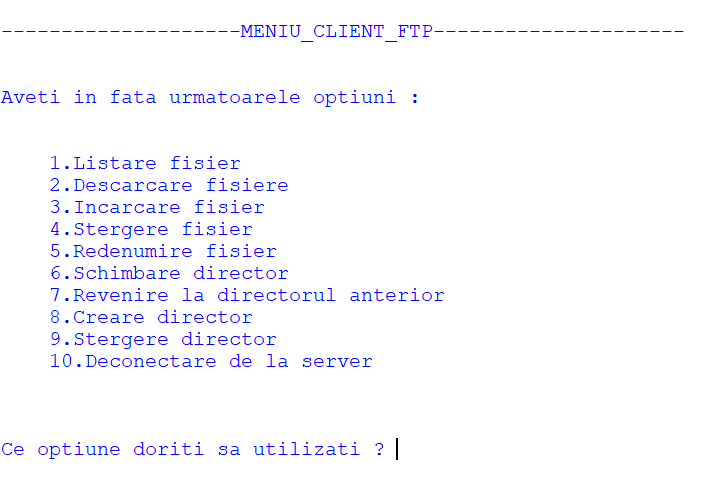 --------------------MENIU_CLIENT_FTP---------------------
Aveti in fata urmatoarele optiuni :
1.Listare fisier
2.Descarcare fisiere
3.Incarcare fisier
4.Stergere fisier
5.Redenumire fisier
6.Schimbare director
7.Revenire la directorul anterior
8.Creare director
9.Stergere director
10.Deconectare de la server
Ce optiune doriti sa utilizati ?